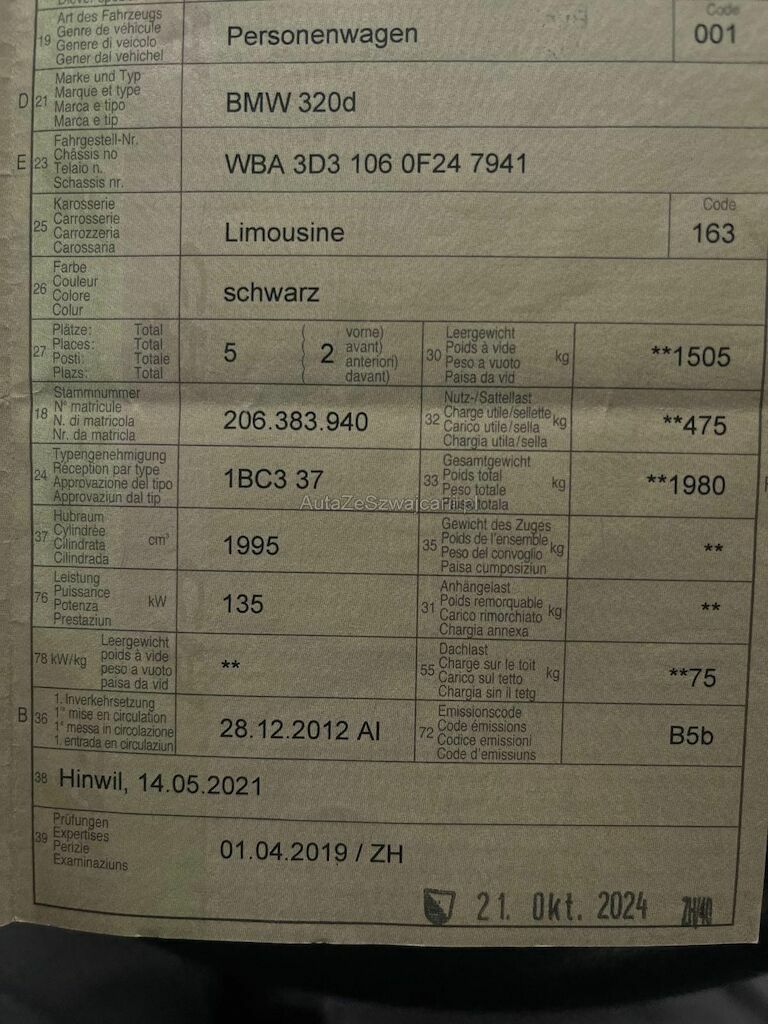 Code
19 Art des Fahrzeugs
Genre de véhicule
Genere di veicolo
Gener dal vehichel
Personenwagen
001
D 21 Marke und Typ
Marque et type
Marca e tipo
Marca e tip
BMW 320d
E 23 Fahrgestell-Nr.
Châssis no
Telaio n.
Schassis nr.
WBA 3D3 106 0F24 7941
25 Karosserie
Carrosserie
Carrozzeria
Carossaria
Limousine
Code
163
26 Farbe
Couleur
Colore
Colur
schwarz
27 Plätze: Total
Places: Total
Posti: Totale
Plazs: Total
5
( 2 vorne)
avant)
anteriori)
davant)
30 Leergewicht
Poids à vide
Peso a vuoto
Paisa da vid
kg
**1505
18 Stammnummer
N° matricule
N. di matricola
Nr. da matricla
206.383.940
32 Nutz-/Sattellast
Charge utile/sellette
Carico utile/sella
Chargia utila/sella
kg
**475
24 Typengenehmigung
Réception par type
Approvazione del tipo
Approvaziun dal tip
1BC3 37
33 Gesamtgewicht
Poids total
Peso totale
Paisa totala
kg
**1980
AutaZeSzwajcarii.pl
37 Hubraum
Cylindrée
Cilindrata
Cilindrada
cm³
1995
35 Gewicht des Zuges
Poids de l'ensemble
Peso del convoglio
Paisa cumposiziun
kg
**
76 Leistung
Puissance
Potenza
Prestaziun
kW
135
31 Anhängelast
Poids remorquable
Carico rimorchiato
Chargia annexa
kg
**
78 kW/kg Leergewicht
poids à vide
peso a vuoto
paisa da vid
**
55 Dachlast
Charge sur le toit
Carico sul tetto
Chargia sin il tetg
kg
**75
B 36 1. Inverkehrsetzung
1re mise en circulation
1a messa in circolazione
1. entrada en circulaziun
28.12.2012 AI
72 Emissionscode
Code émissions
Codice emissioni
Code d'emissiuns
B5b
38 Hinwil, 14.05.2021
39 Prüfungen
Expertises
Perizie
Examinaziuns
01.04.2019 / ZH
21. Okt. 2024 ZH/40